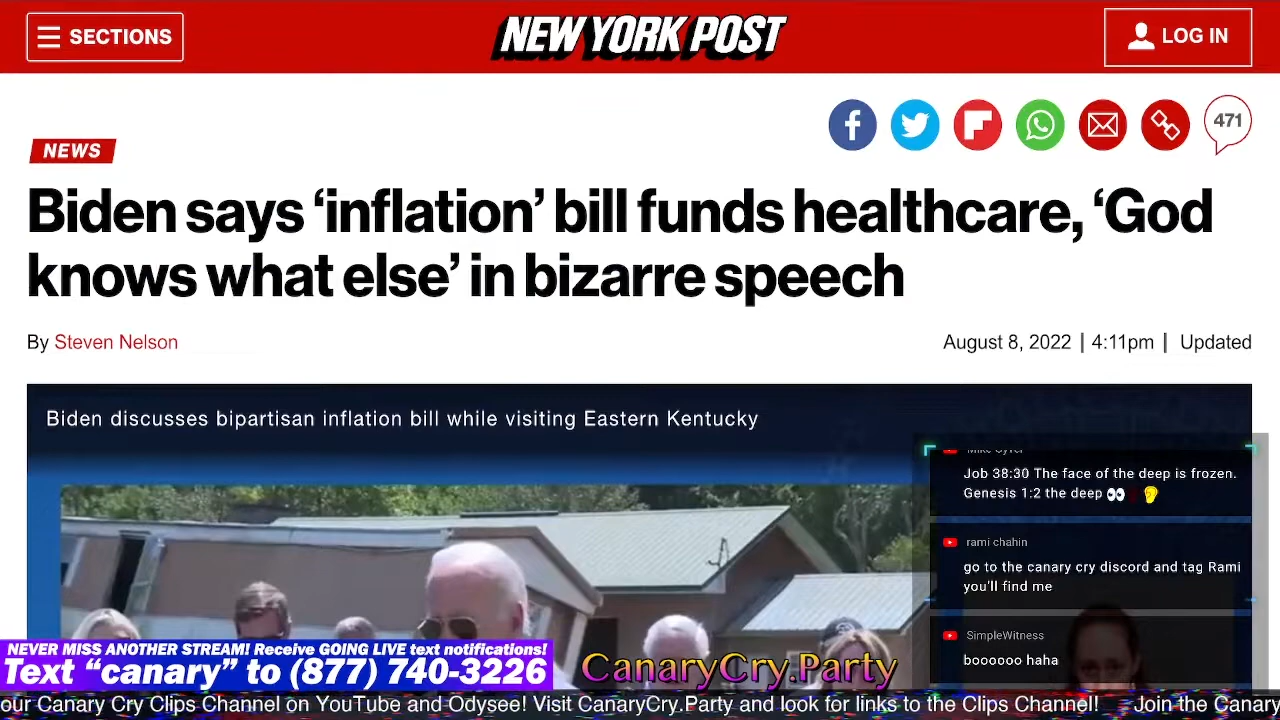 SECTIONS
NEW YORK POST
LOG IN
471
NEWS
Biden says ‘inflation’ bill funds healthcare, ‘God
knows what else’ in bizarre speech
By Steven Nelson
August 8, 2022 | 4:11pm | Updated
Biden discusses bipartisan inflation bill while visiting Eastern Kentucky
Job 38:30 The face of the deep is frozen.
Genesis 1:2 the deep 👀 👂
rami chahin
go to the canary cry discord and tag Rami
you'll find me
SimpleWitness
boooooo haha
NEVER MISS ANOTHER STREAM! Receive GOING LIVE text notifications!
Text “canary” to (877) 740-3226
CanaryCry.Party
our Canary Cry Clips Channel on YouTube and Odysee! Visit CanaryCry.Party and look for links to the Clips Channel! Join the Canary